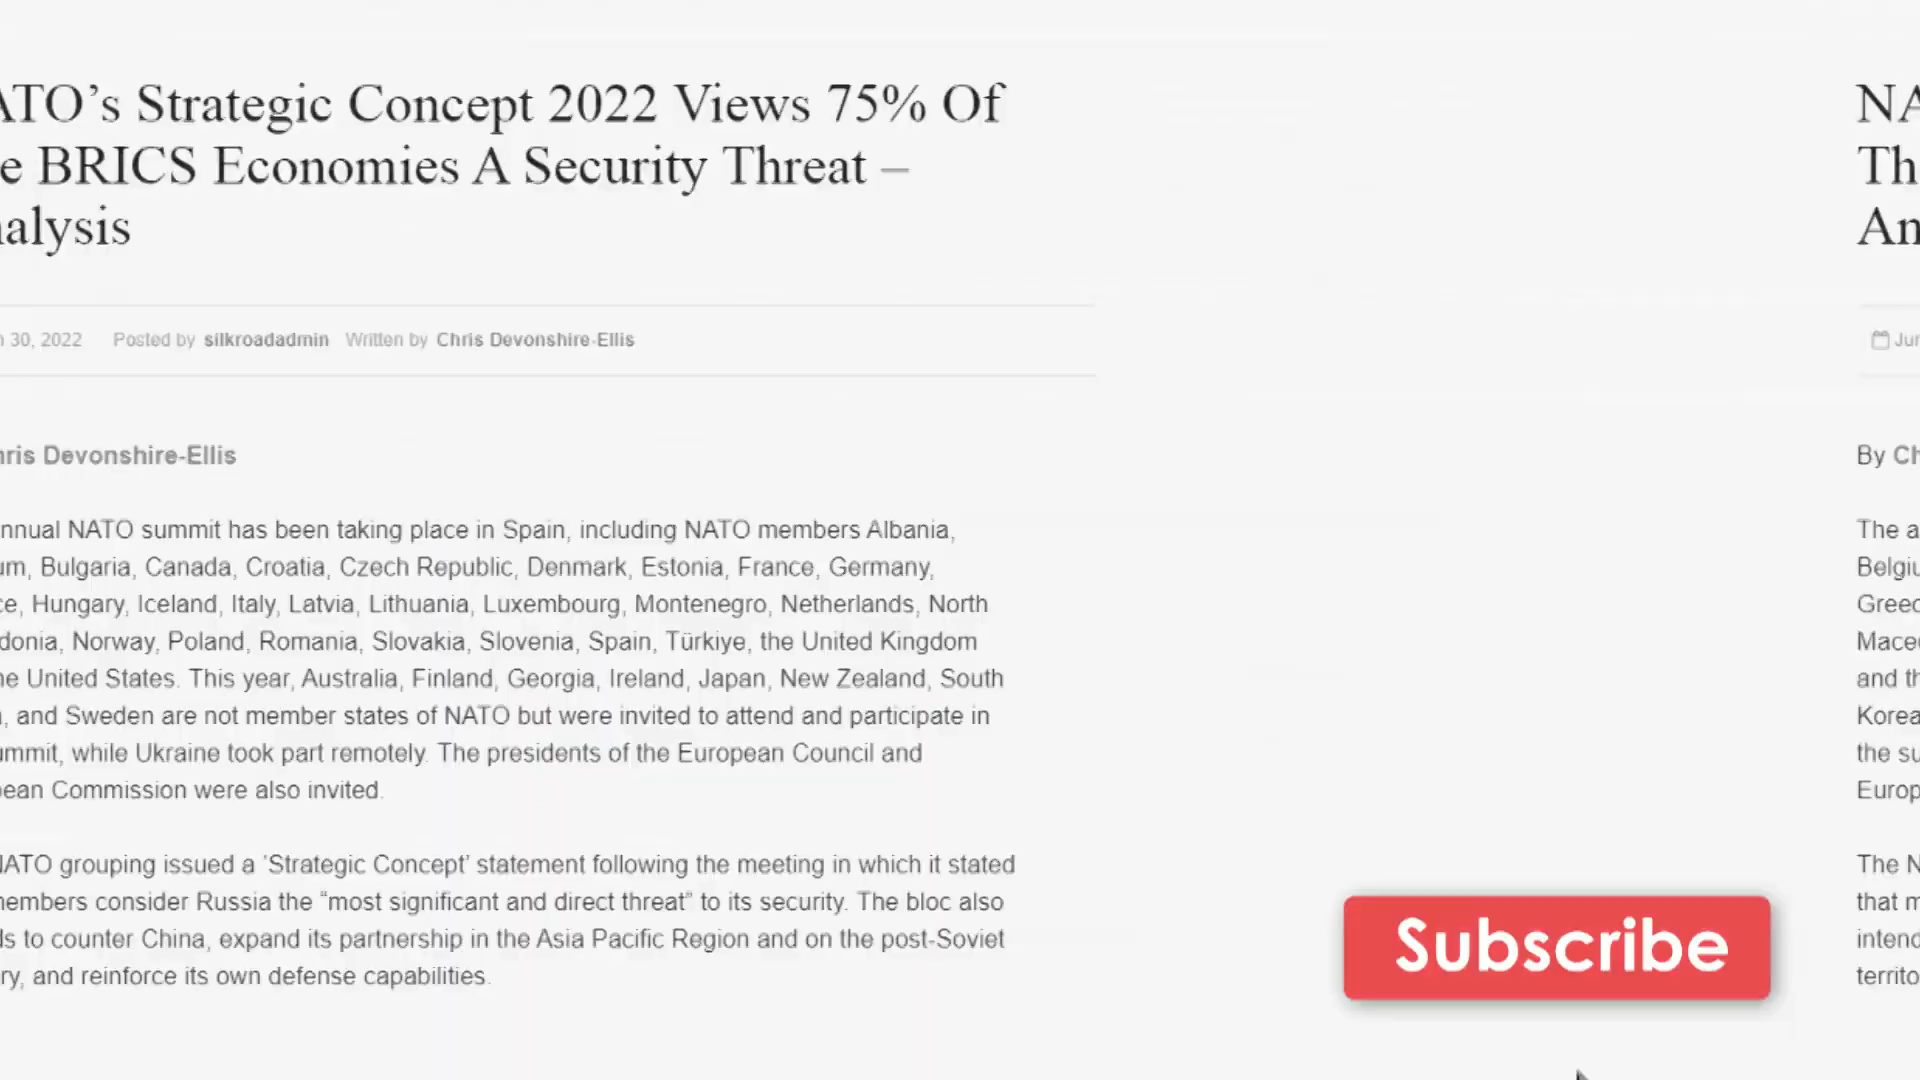 ATO’s Strategic Concept 2022 Views 75% Of
e BRICS Economies A Security Threat –
nalysis
30, 2022 Posted by silkroadadmin Written by Chris Devonshire-Ellis
hris Devonshire-Ellis
nnual NATO summit has been taking place in Spain, including NATO members Albania,
um, Bulgaria, Canada, Croatia, Czech Republic, Denmark, Estonia, France, Germany,
ce, Hungary, Iceland, Italy, Latvia, Lithuania, Luxembourg, Montenegro, Netherlands, North
donia, Norway, Poland, Romania, Slovakia, Slovenia, Spain, Türkiye, the United Kingdom
he United States. This year, Australia, Finland, Georgia, Ireland, Japan, New Zealand, South
, and Sweden are not member states of NATO but were invited to attend and participate in
ummit, while Ukraine took part remotely. The presidents of the European Council and
pean Commission were also invited.
NATO grouping issued a ‘Strategic Concept’ statement following the meeting in which it stated
members consider Russia the “most significant and direct threat” to its security. The bloc also
ds to counter China, expand its partnership in the Asia Pacific Region and on the post-Soviet
ry, and reinforce its own defense capabilities.
NA
Th
An
Jun
By Ch
The a
Belgiu
Greec
Maced
and th
Korea
the su
Europ
The N
that m
intend
territo
Subscribe